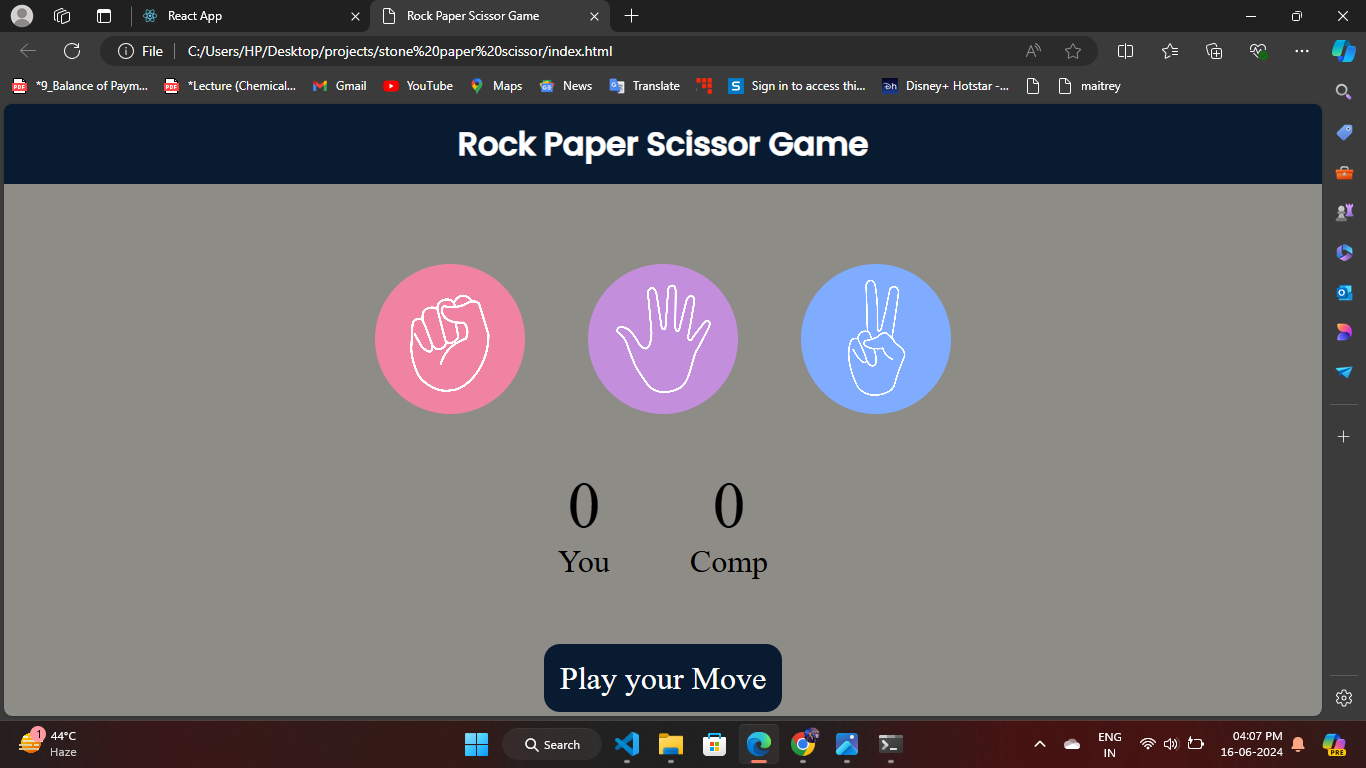 React App
Rock Paper Scissor Game
File
C:/Users/HP/Desktop/projects/stone%20paper%20scissor/index.html
*9_Balance of Paym...
*Lecture (Chemical...
Gmail
YouTube
Maps
News
Translate
Sign in to access thi...
Disney+ Hotstar -...
maitrey
Rock Paper Scissor Game
0 0
You Comp
Play your Move
1
44°C
Haze
Search
ENG
IN
04:07 PM
16-06-2024
PRE